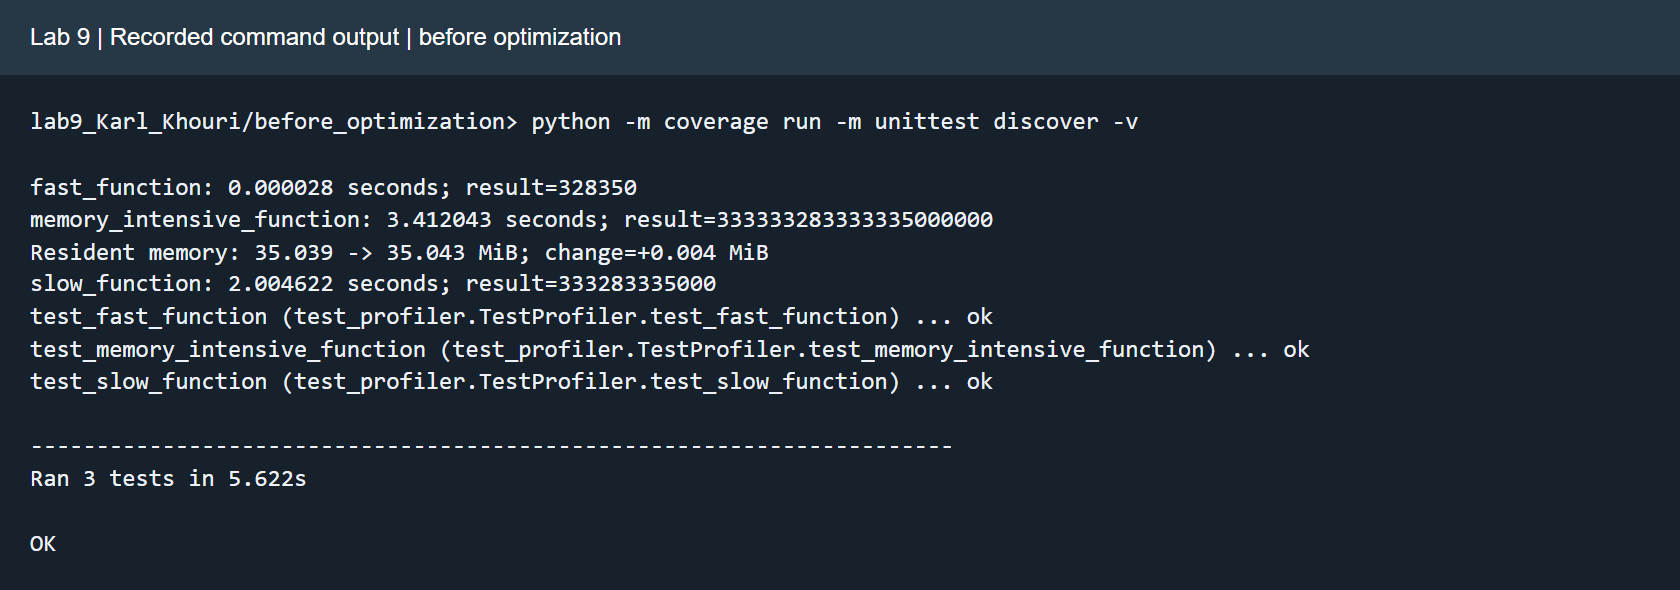 Lab 9 | Recorded command output | before optimization
lab9_Karl_Khouri/before_optimization> python -m coverage run -m unittest discover -v
fast_function: 0.000028 seconds; result=328350
memory_intensive_function: 3.412043 seconds; result=333333283333335000000
Resident memory: 35.039 -> 35.043 MiB; change=+0.004 MiB
slow_function: 2.004622 seconds; result=333283335000
test_fast_function (test_profiler.TestProfiler.test_fast_function) ... ok
test_memory_intensive_function (test_profiler.TestProfiler.test_memory_intensive_function) ... ok
test_slow_function (test_profiler.TestProfiler.test_slow_function) ... ok
----------------------------------------------------------------------
Ran 3 tests in 5.622s
OK